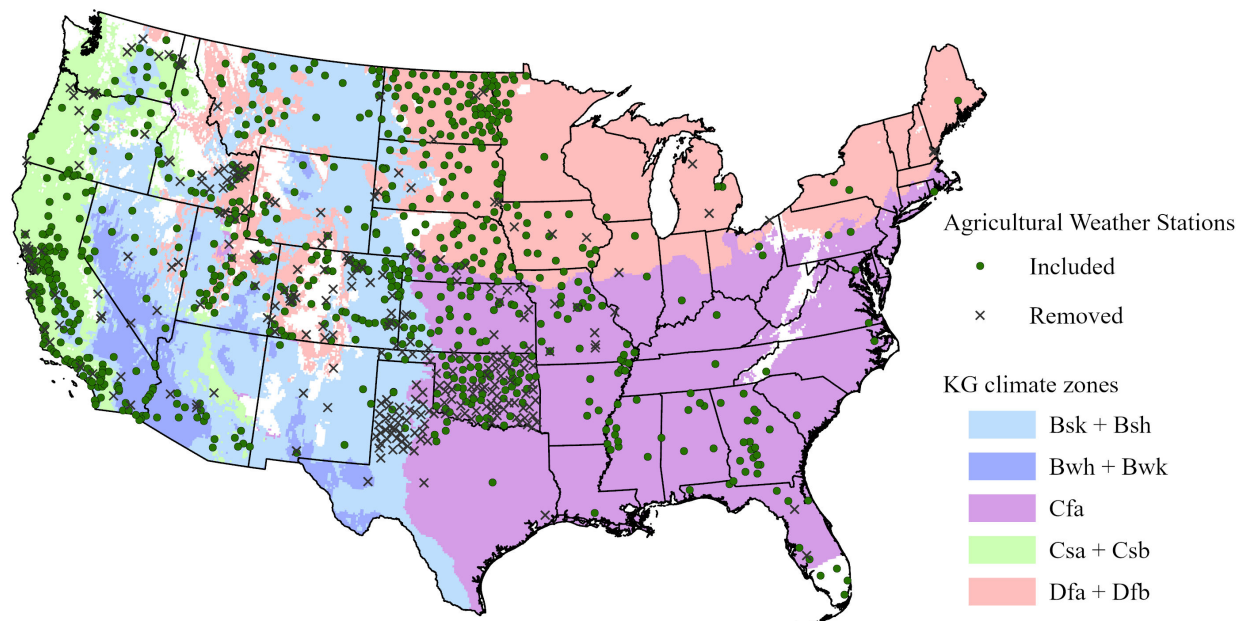 Agricultural Weather Stations
Included
Removed
KG climate zones
Bsk + Bsh
Bwh + Bwk
Cfa
Csa + Csb
Dfa + Dfb